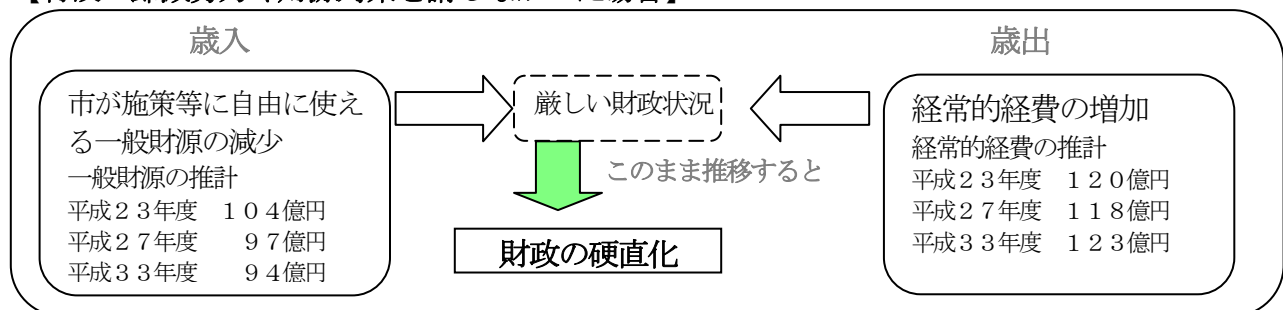 歳入
歳出
市が施策等に自由に使え
る一般財源の減少
一般財源の推計
平成23年度 104億円
平成27年度 97億円
平成33年度 94億円
厳しい財政状況
このまま推移すると
財政の硬直化
経常的経費の増加
経常的経費の推計
平成23年度 120億円
平成27年度 118億円
平成33年度 123億円